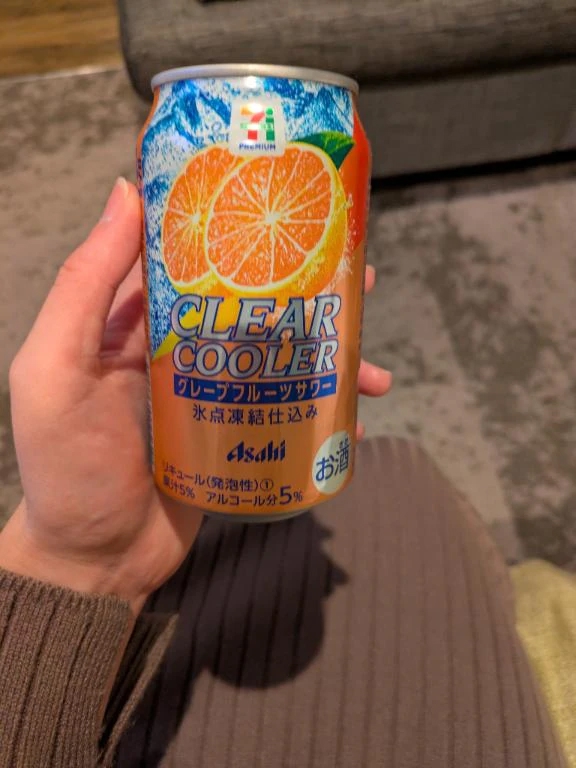 PREMIUM
CLEAR
COOLER
グレープフルーツサワー
氷点凍結仕込み
Asahi
お酒
リキュール(発泡性)①
果汁5% アルコール分5%